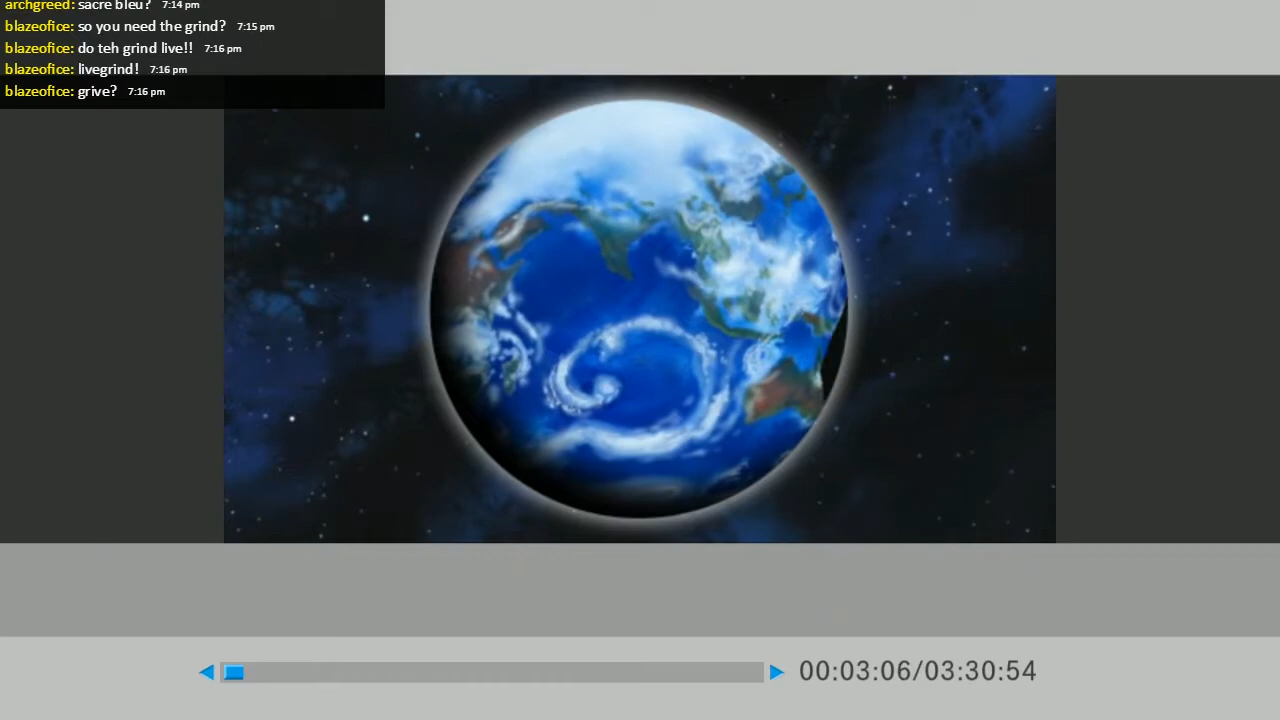 archgreed: sacre bleu? 7:14 pm
blazeofice: so you need the grind? 7:15 pm
blazeofice: do teh grind live!! 7:16 pm
blazeofice: livegrind! 7:16 pm
blazeofice: grive? 7:16 pm
00:03:06/03:30:54